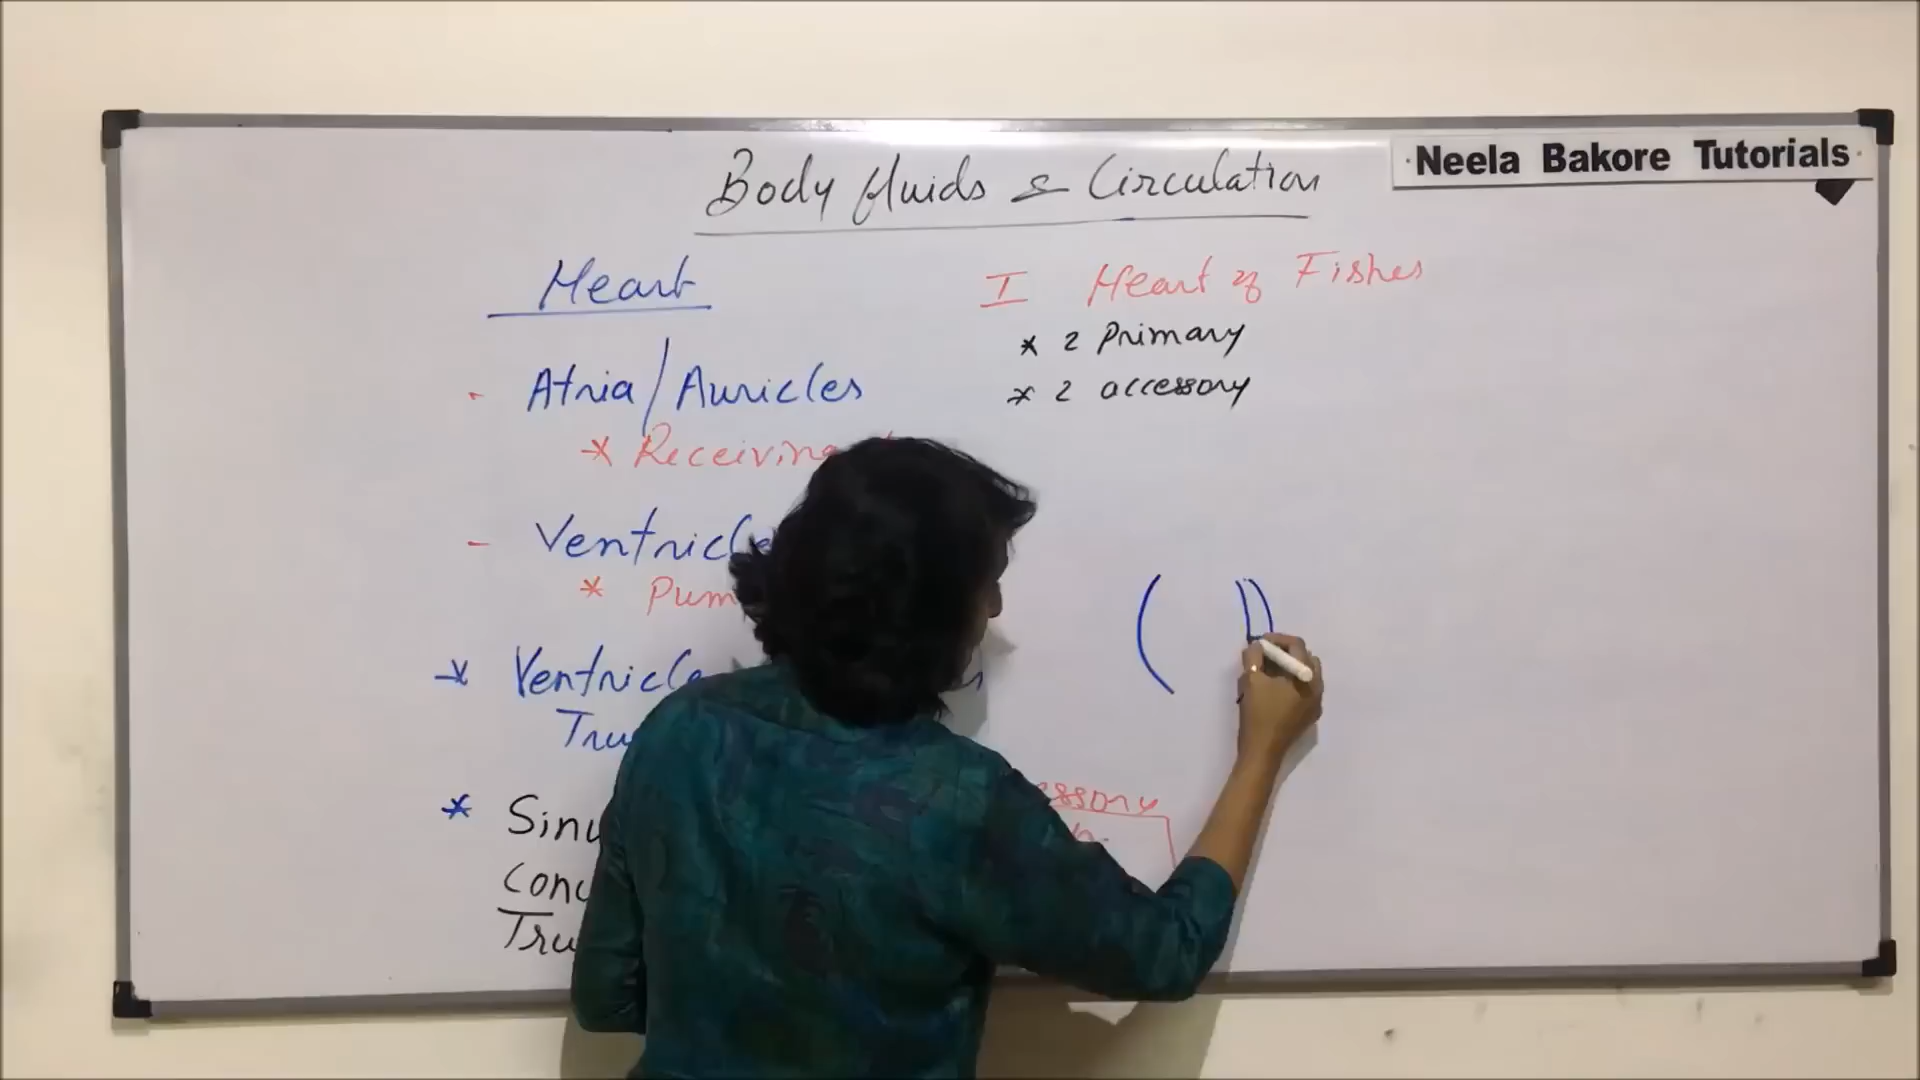 Neela Bakore Tutorials
Body fluids & Circulation
Heart
- Atria/Auricles
* Receiving
- Ventricle
* Pum
* Ventricle
Tru
* Sinu
Conu
Tru
I Heart of Fishes
* 2 Primary
* 2 accessory
essory